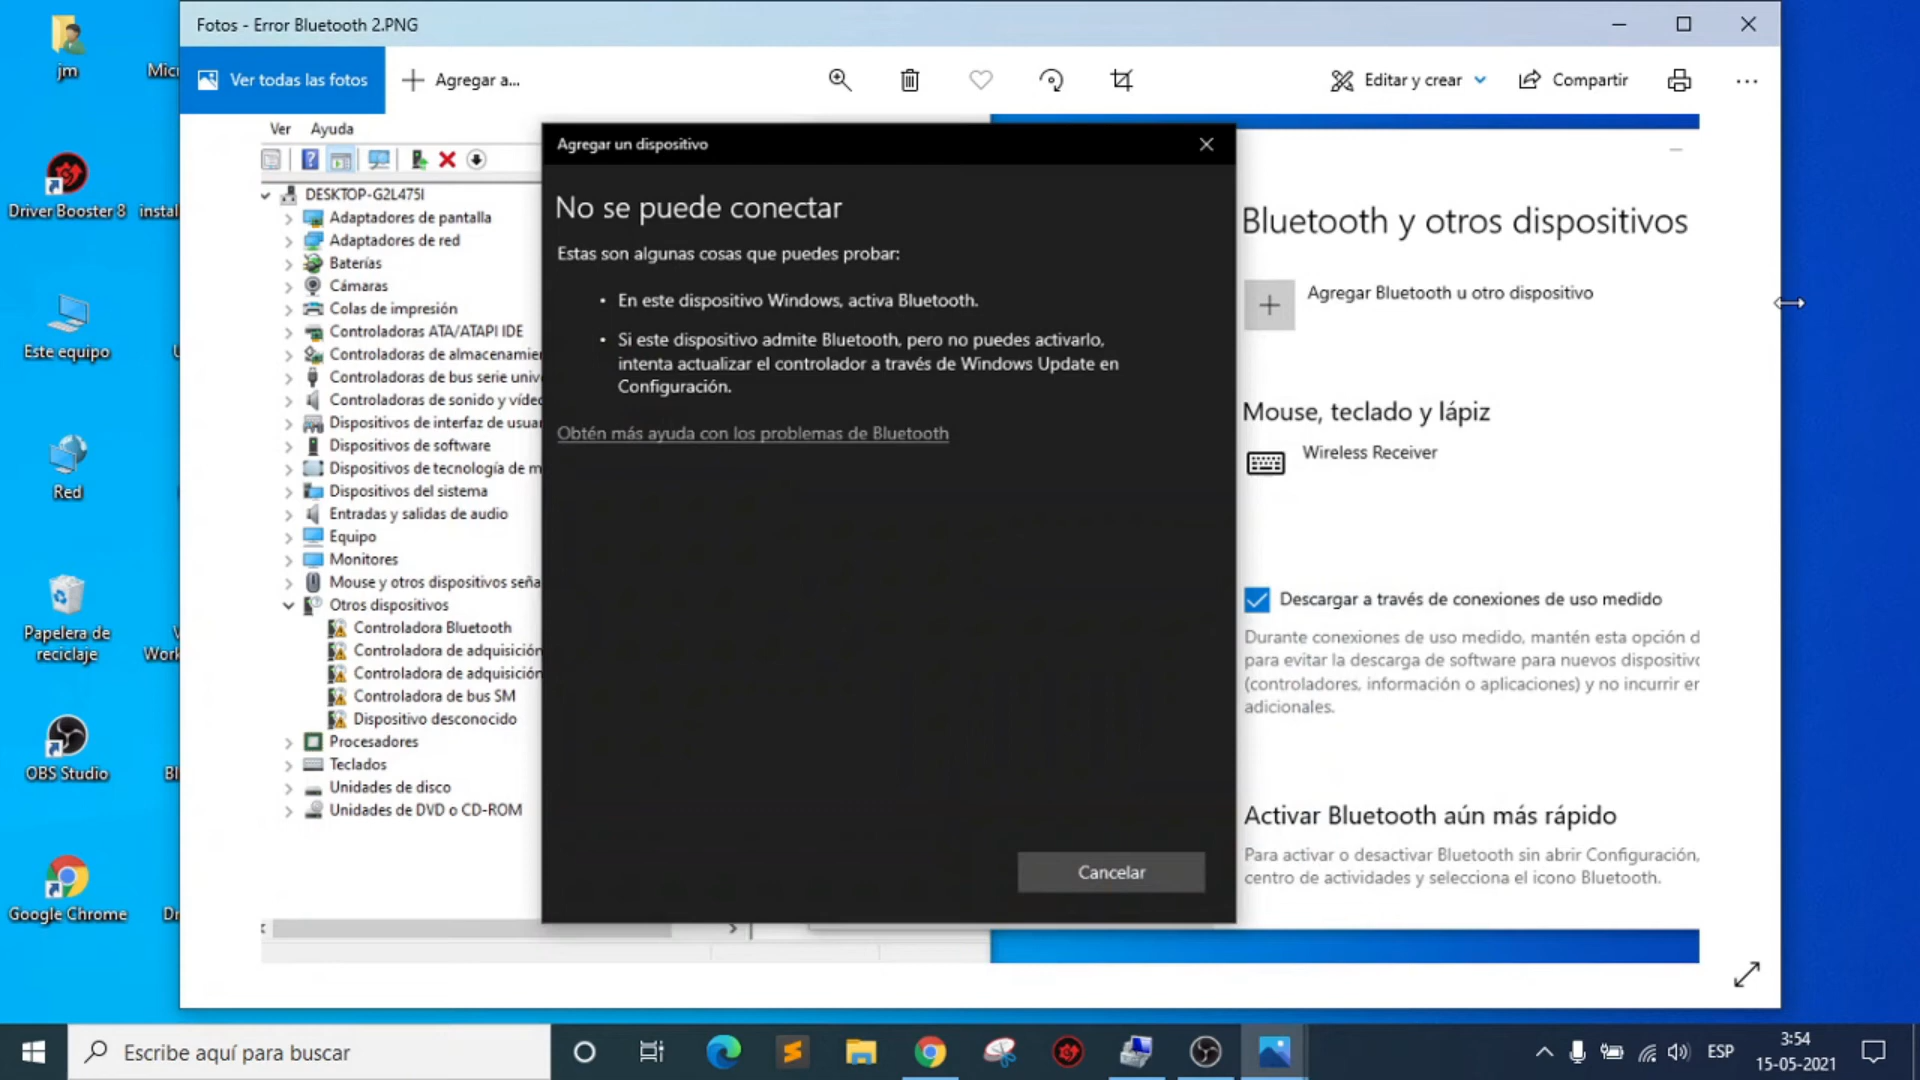 Fotos - Error Bluetooth 2.PNG
Ver todas las fotos
Agregar a...
Editar y crear
Compartir
Ver Ayuda
DESKTOP-G2L475I
Adaptadores de pantalla
Adaptadores de red
Baterías
Cámaras
Colas de impresión
Controladoras ATA/ATAPI IDE
Controladoras de almacenamien
Controladoras de bus serie univ
Controladoras de sonido y víde
Dispositivos de interfaz de usua
Dispositivos de software
Dispositivos de tecnología de m
Dispositivos del sistema
Entradas y salidas de audio
Equipo
Monitores
Mouse y otros dispositivos seña
Otros dispositivos
Controladora Bluetooth
Controladora de adquisición
Controladora de adquisición
Controladora de bus SM
Dispositivo desconocido
Procesadores
Teclados
Unidades de disco
Unidades de DVD o CD-ROM
Agregar un dispositivo
No se puede conectar
Estas son algunas cosas que puedes probar:
• En este dispositivo Windows, activa Bluetooth.
• Si este dispositivo admite Bluetooth, pero no puedes activarlo,
intenta actualizar el controlador a través de Windows Update en
Configuración.
Obtén más ayuda con los problemas de Bluetooth
Cancelar
Bluetooth y otros dispositivos
Agregar Bluetooth u otro dispositivo
Mouse, teclado y lápiz
Wireless Receiver
Descargar a través de conexiones de uso medido
Durante conexiones de uso medido, mantén esta opción d
para evitar la descarga de software para nuevos dispositivo
(controladores, información o aplicaciones) y no incurrir er
adicionales.
Activar Bluetooth aún más rápido
Para activar o desactivar Bluetooth sin abrir Configuración,
centro de actividades y selecciona el icono Bluetooth.
jm
Micr
Driver Booster 8
instal
Este equipo
Red
Papelera de
reciclaje
Work
OBS Studio
Bl
Google Chrome
Dr
Escribe aquí para buscar
ESP
3:54
15-05-2021